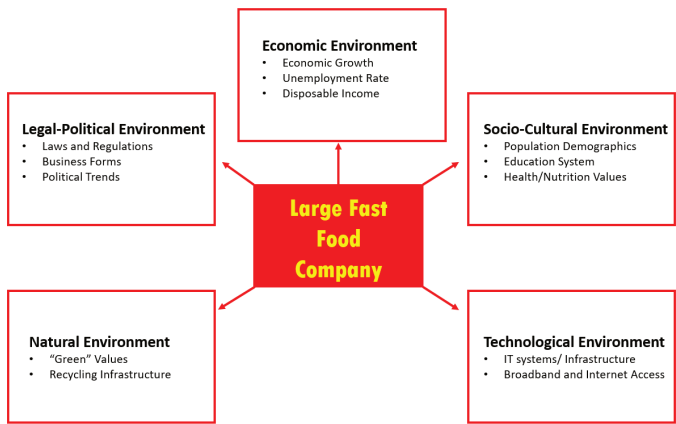 Economic Environment
• Economic Growth
• Unemployment Rate
• Disposable Income
Legal-Political Environment
• Laws and Regulations
• Business Forms
• Political Trends
Socio-Cultural Environment
• Population Demographics
• Education System
• Health/Nutrition Values
Large Fast
Food
Company
Natural Environment
• “Green” Values
• Recycling Infrastructure
Technological Environment
• IT systems/ Infrastructure
• Broadband and Internet Access